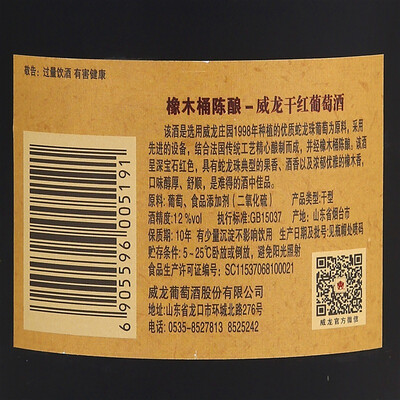 敬告：过量饮酒 有害健康
橡木桶陈酿－威龙干红葡萄酒
该酒是选用威龙庄园1998年种植的优质蛇龙珠葡萄为原料，采用
先进的设备，结合法国传统工艺精心酿制而成，并经橡木桶陈酿。该酒
呈深宝石红色，具有蛇龙珠典型的果香、酒香以及浓郁优雅的橡木香，
口味醇厚、舒顺，是难得的酒中佳品。
原料：葡萄、食品添加剂（二氧化硫） 类型：干型
酒精度：12％vol 执行标准：GB15037 产地：山东省烟台市
保质期：10年 有少量沉淀不影响饮用 生产日期及批号：见瓶帽处喷码
贮存条件：5－25℃卧放或倒放，避免阳光照射
食品生产许可证编号：SC11537068100021
威龙葡萄酒股份有限公司
地址：山东省龙口市环城北路276号
电话：0535-8527813 8525242
威龙官方微信
6905596005191